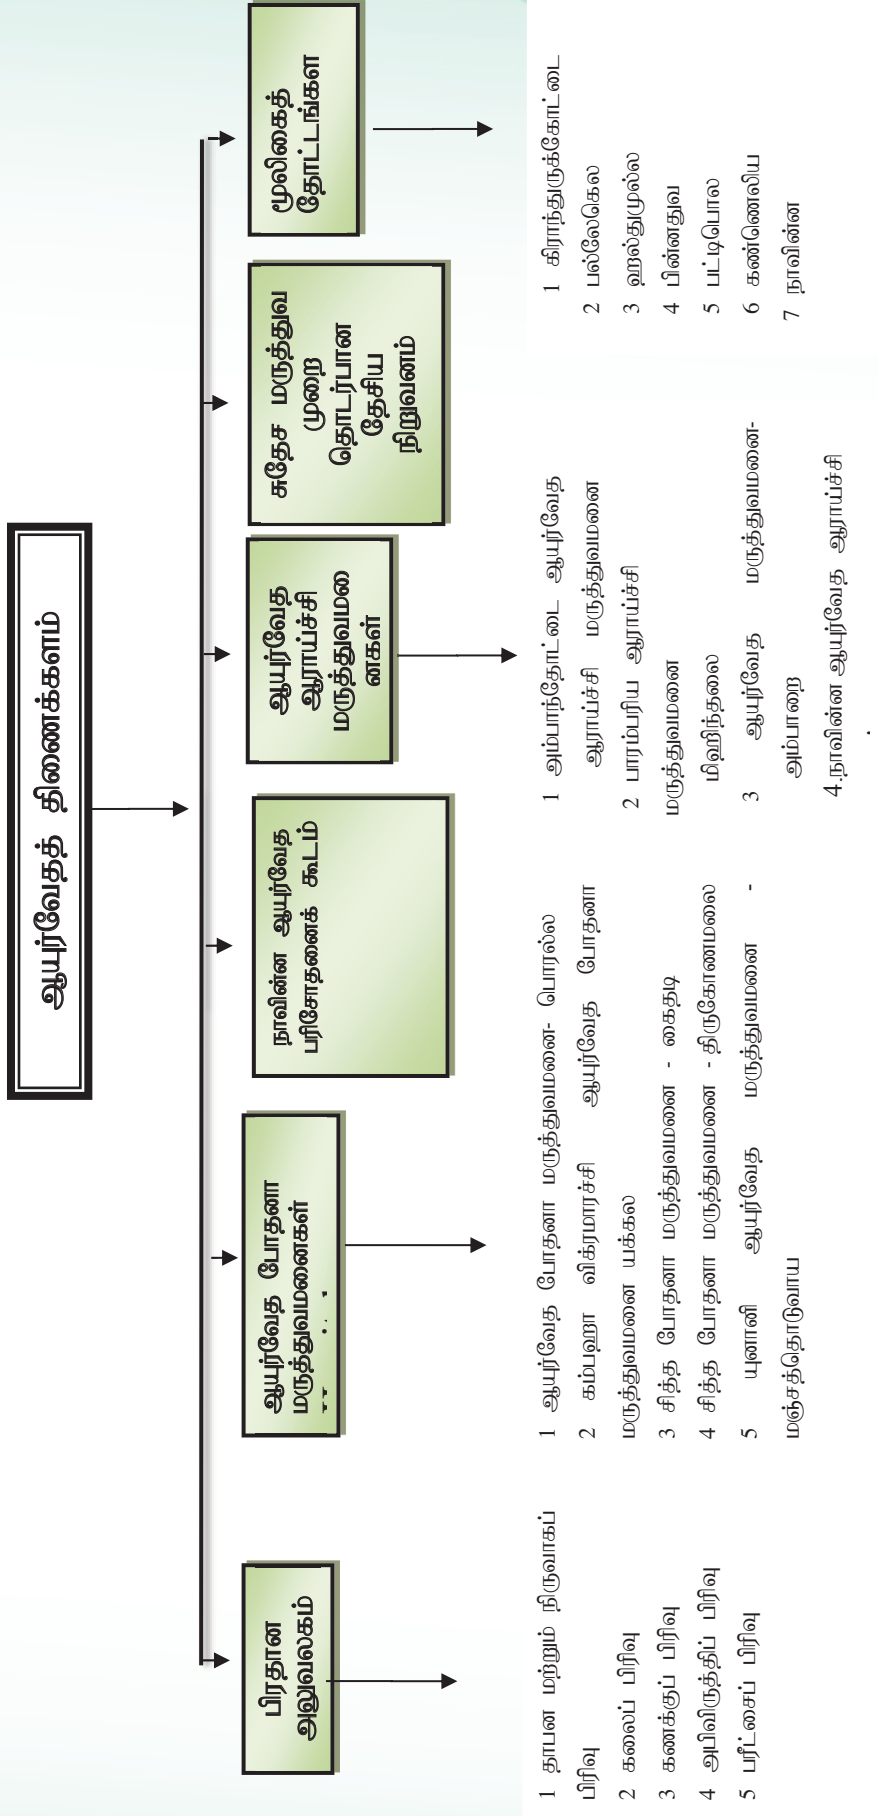 ஆயுர்வேதத் திணைக்களம்
பிரதான
அலுவலகம்
ஆயுர்வேத போதனா
மருத்துவமனைகள்
நாவின்ன ஆயுர்வேத
பரிசோதனைக் கூடம்
ஆயுர்வேத
ஆராய்ச்சி
மருத்துவமனை
னகள்
சுதேச மருத்துவ
முறை
தொடர்பான
தேசிய
நிறுவனம்
மூலிகைத்
தோட்டங்கள
1 தாபன மற்றும் நிருவாகப்
பிரிவு
2 கலைப் பிரிவு
3 கணக்குப் பிரிவு
4 அபிவிருத்திப் பிரிவு
5 பரீட்சைப் பிரிவு
1 ஆயுர்வேத போதனா மருத்துவமனை- பொரல்ல
2 கம்பஹா விக்ரமாரச்சி ஆயுர்வேத போதனா
மருத்துவமனை யக்கல
3 சித்த போதனா மருத்துவமனை - கைதடி
4 சித்த போதனா மருத்துவமனை - திருகோணமலை
5 யுனானி ஆயுர்வேத மருத்துவமனை -
மஞ்சத்தொடுவாய
1 அம்பாந்தோட்டை ஆயுர்வேத
ஆராய்ச்சி மருத்துவமனை
2 பாரம்பரிய ஆராய்ச்சி
மருத்துவமனை
மிஹிந்தலை
3 ஆயுர்வேத மருத்துவமனை-
அம்பாறை
4.நாவின்ன ஆயுர்வேத ஆராய்ச்சி
1 கிராந்துருக்கோட்டை
2 பல்லேகெல
3 ஹல்துமுல்ல
4 பின்னதுவ
5 பட்டிபொல
6 கண்ணெலிய
7 நாவின்ன